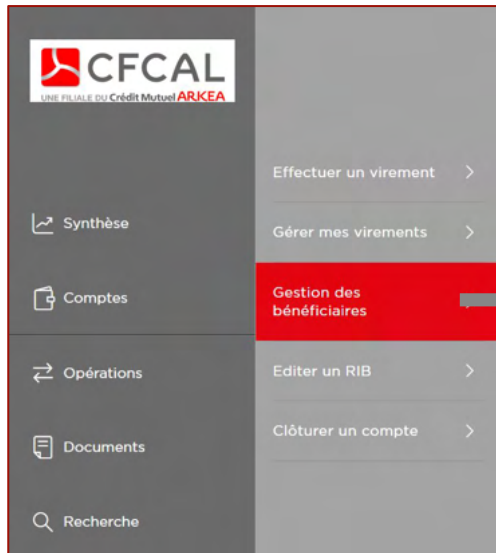 CFCAL
UNE FILIALE DU Crédit Mutuel ARKEA
Synthèse
Comptes
Opérations
Documents
Recherche
Effectuer un virement
Gérer mes virements
Gestion des
bénéficiaires
Editer un RIB
Clôturer un compte